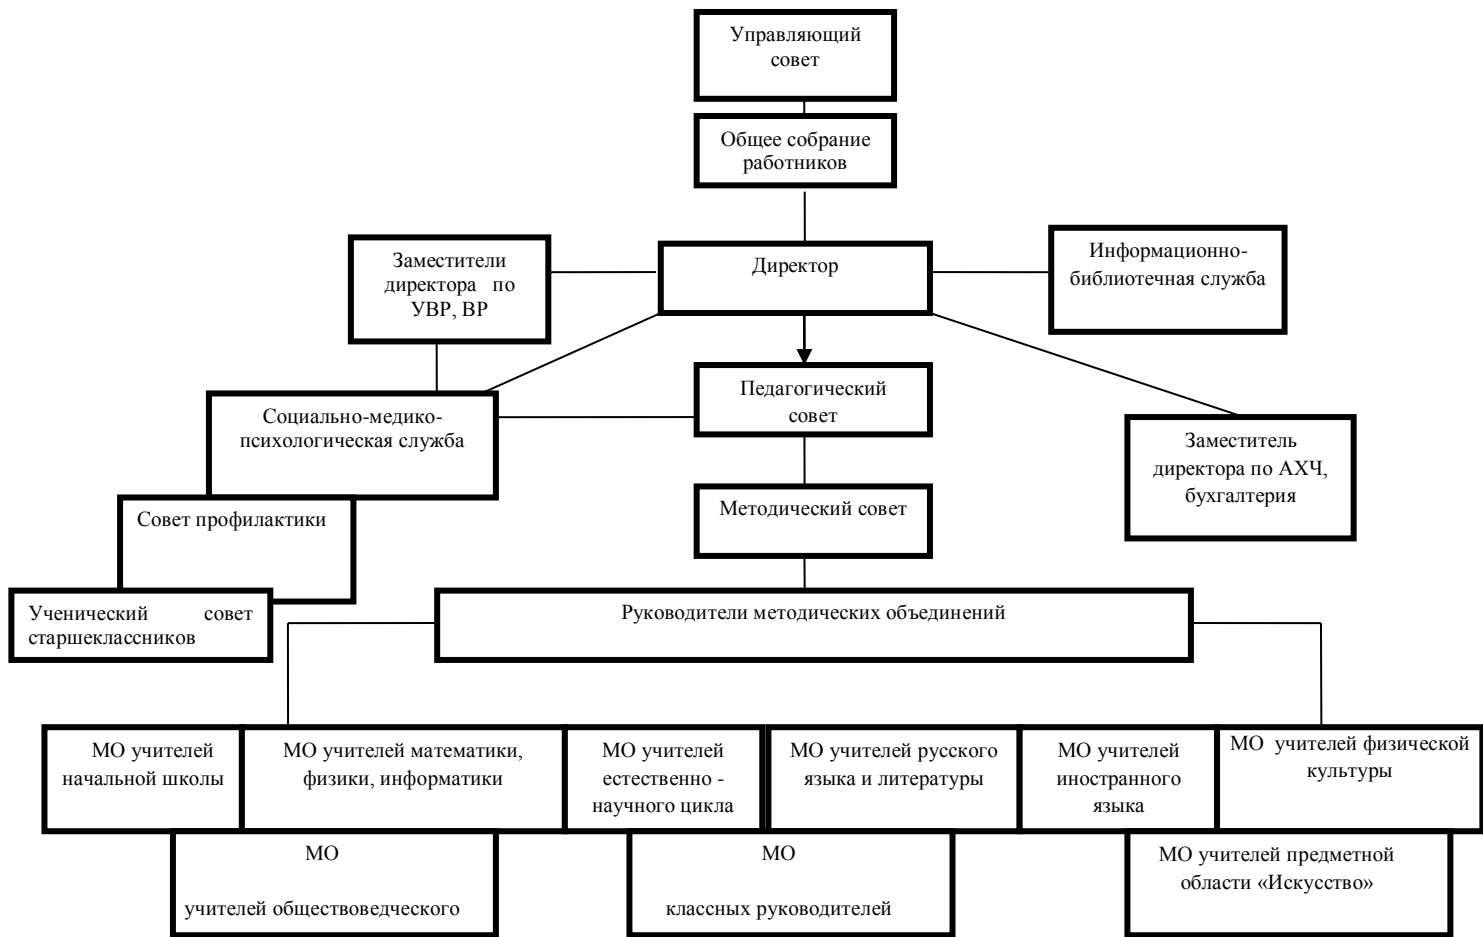 Управляющий
совет
Общее собрание
работников
Заместители
директора по
УВР, ВР
Директор
Информационно-
библиотечная служба
Социально-медико-
психологическая служба
Педагогический
совет
Заместитель
директора по АХЧ,
бухгалтерия
Совет профилактики
Методический совет
Ученический совет
старшеклассников
Руководители методических объединений
МО учителей
начальной школы
МО учителей математики,
физики, информатики
МО учителей
естественно -
научного цикла
МО учителей русского
языка и литературы
МО учителей
иностранного
языка
МО учителей физической
культуры
МО
учителей обществоведческого
МО
классных руководителей
МО учителей предметной
области «Искусство»